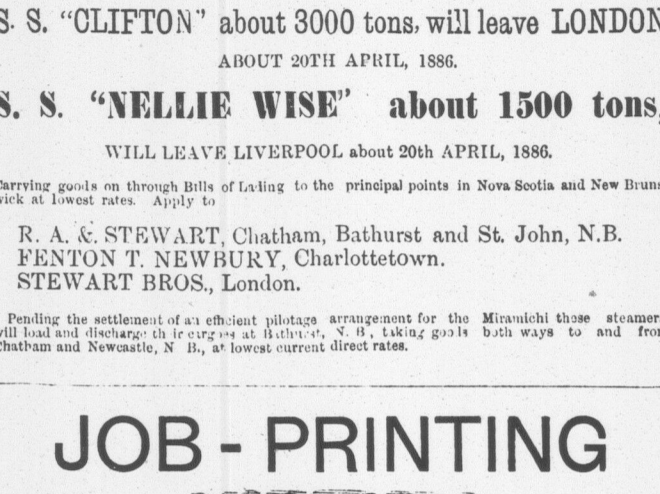 S. S. "CLIFTON" about 3000 tons, will leave LONDON
ABOUT 20TH APRIL, 1886.
S. S. "NELLIE WISE" about 1500 tons,
WILL LEAVE LIVERPOOL about 20th APRIL, 1886.
Carrying goods on through Bills of Lading to the principal points in Nova Scotia and New Bruns
wick at lowest rates. Apply to
R. A. &. STEWART, Chatham, Bathurst and St. John, N.B.
FENTON T. NEWBURY, Charlottetown.
STEWART BROS., London.
Pending the settlement of an efficient pilotage arrangement for the Miramichi these steamers
will load and discharge their cargoes at Bathurst, N. B, taking goods both ways to and from
Chatham and Newcastle, N B., at lowest current direct rates.
JOB - PRINTING